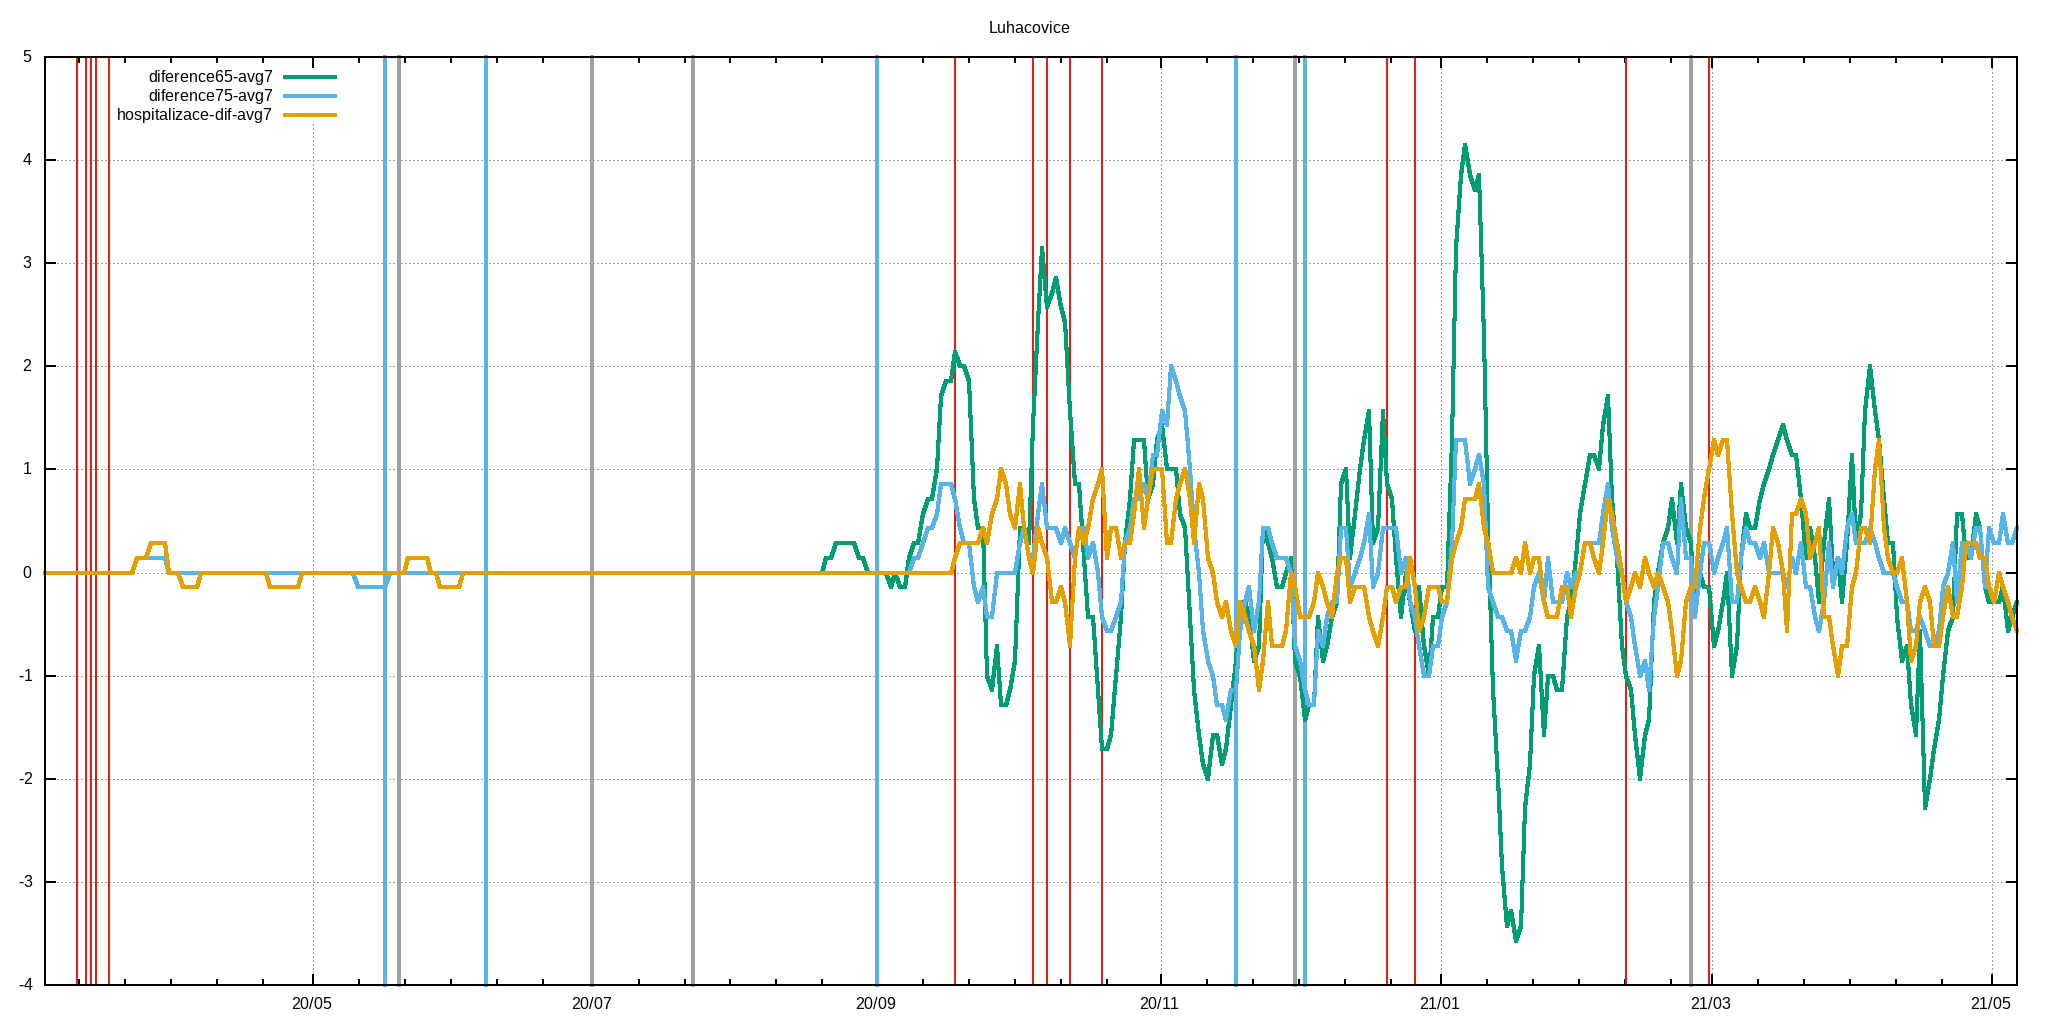 Luhacovice
5
diference65-avg7
diference75-avg7
hospitalizace-dif-avg7
4
3
2
1
0
-1
-2
-3
-4
20/05 20/07 20/09 20/11 21/01 21/03 21/05